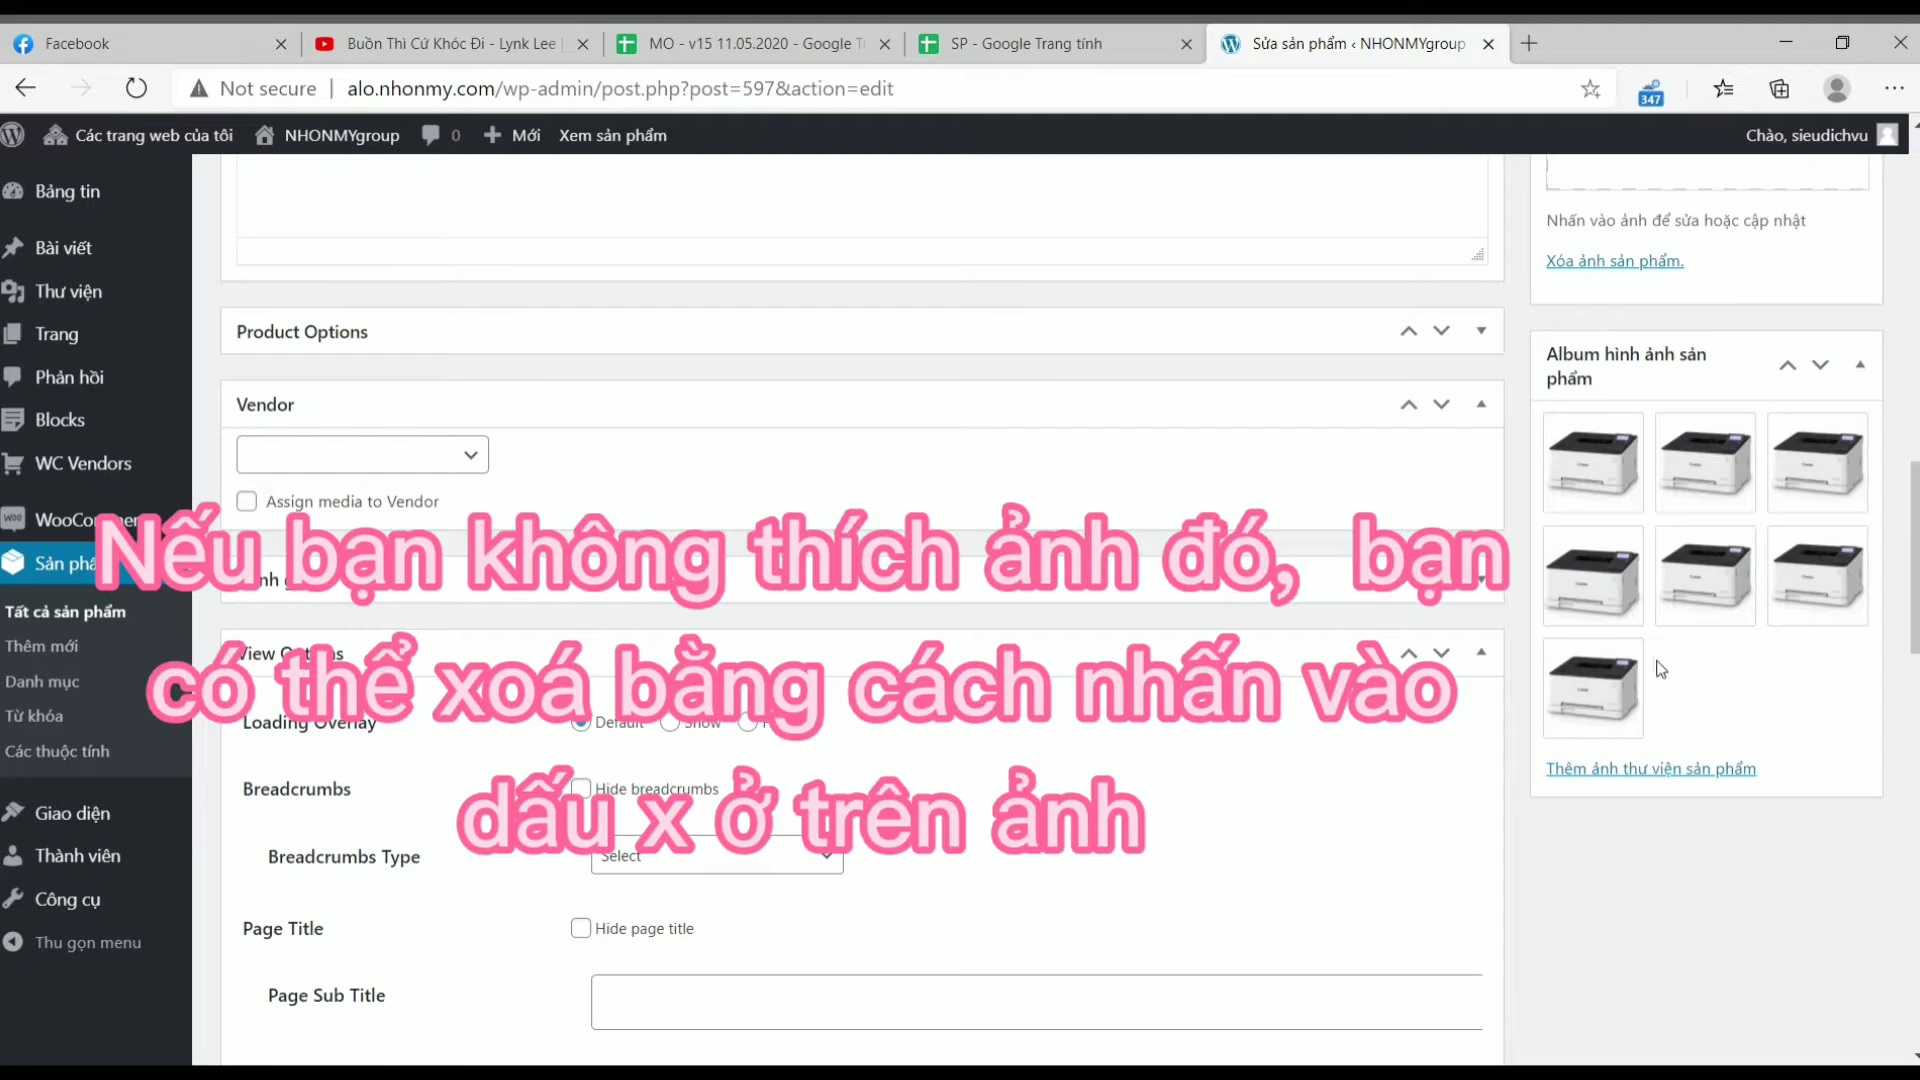 Facebook
Buồn Thì Cứ Khóc Đi - Lynk Lee
MO - v15 11.05.2020 - Google T
SP - Google Trang tính
Sửa sản phẩm ‹ NHONMYgroup
Not secure
alo.nhonmy.com/wp-admin/post.php?post=597&action=edit
347
Các trang web của tôi
NHONMYgroup
0
Mới
Xem sản phẩm
Chào, sieudichvu
Bảng tin
Bài viết
Thư viện
Trang
Phản hồi
Blocks
WC Vendors
Tất cả sản phẩm
Thêm mới
Danh mục
Từ khóa
Các thuộc tính
Giao diện
Thành viên
Công cụ
Thu gọn menu
Product Options
Vendor
Assign media to Vendor
Nếu bạn không thích ảnh đó, bạn
có thể xoá bằng cách nhấn vào
dấu x ở trên ảnh
Loading Overlay
Default
Show
Breadcrumbs
Hide breadcrumbs
Breadcrumbs Type
Select
Page Title
Hide page title
Page Sub Title
Nhấn vào ảnh để sửa hoặc cập nhật
Xóa ảnh sản phẩm.
Album hình ảnh sản
phẩm
Thêm ảnh thư viện sản phẩm